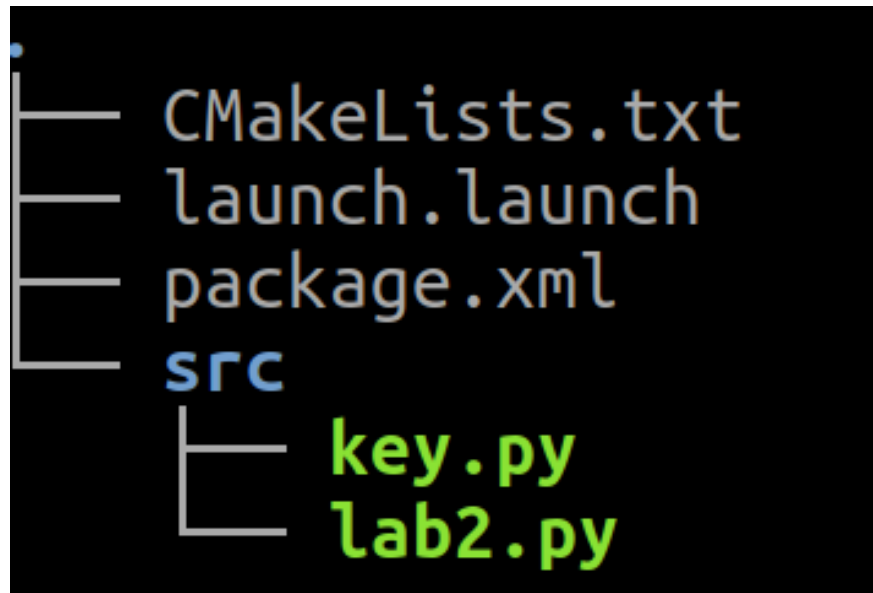 .
├── CMakeLists.txt
├── launch.launch
├── package.xml
└── src
    ├── key.py
    └── lab2.py